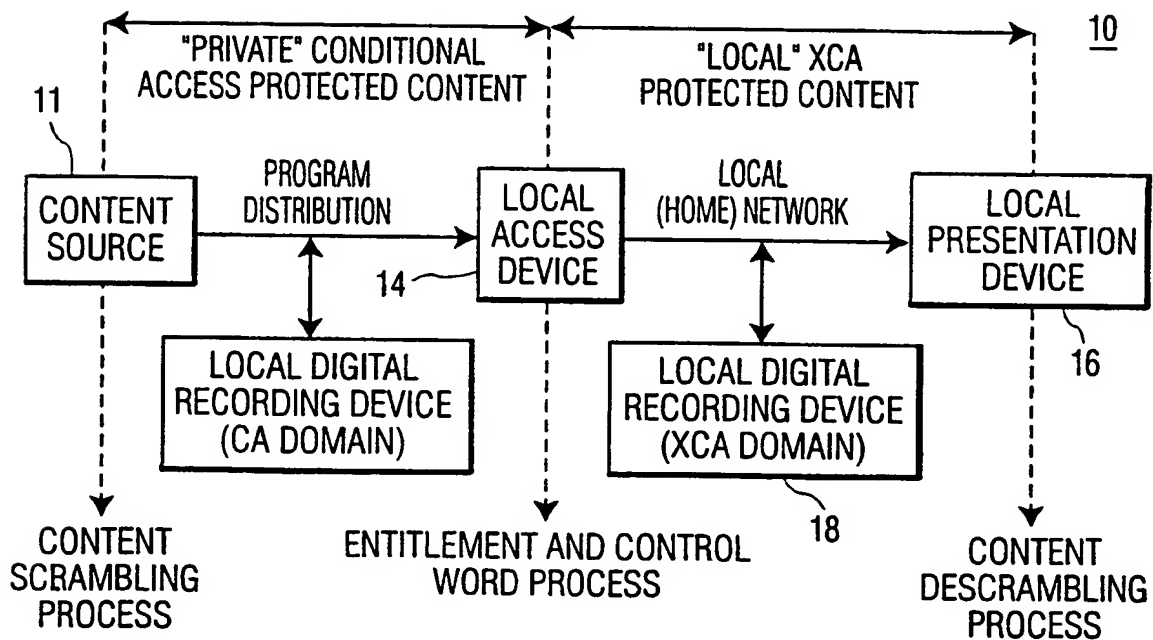 10
"PRIVATE" CONDITIONAL
ACCESS PROTECTED CONTENT
"LOCAL" XCA
PROTECTED CONTENT
11
CONTENT
SOURCE
PROGRAM
DISTRIBUTION
14
LOCAL
ACCESS
DEVICE
LOCAL
(HOME) NETWORK
LOCAL
PRESENTATION
DEVICE
16
LOCAL DIGITAL
RECORDING DEVICE
(CA DOMAIN)
LOCAL DIGITAL
RECORDING DEVICE
(XCA DOMAIN)
18
CONTENT
SCRAMBLING
PROCESS
ENTITLEMENT AND CONTROL
WORD PROCESS
CONTENT
DESCRAMBLING
PROCESS